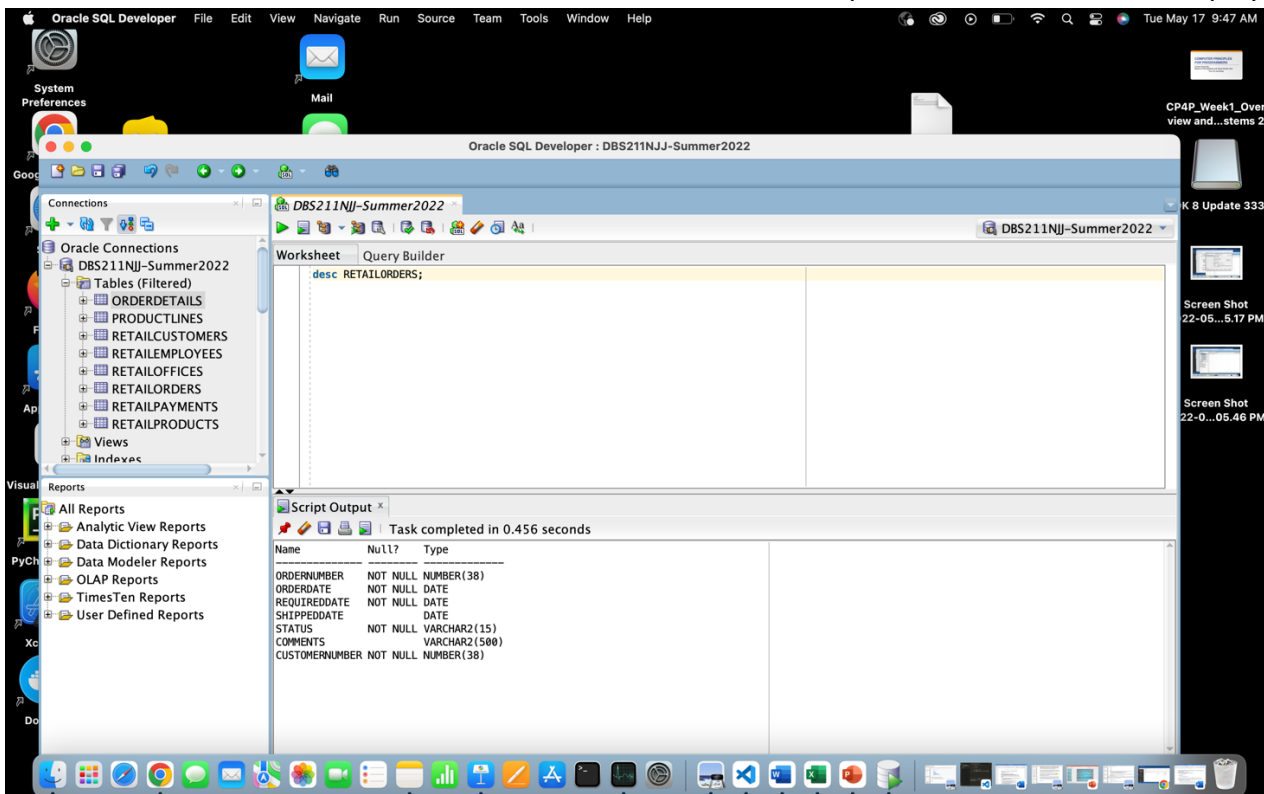 Oracle SQL Developer File Edit View Navigate Run Source Team Tools Window Help
Tue May 17 9:47 AM
System
Preferences
Mail
CP4P_Week1_Over
view and...stems 2
Oracle SQL Developer : DBS211NJJ-Summer2022
Goog
Connections
DBS211NJJ-Summer2022
K 8 Update 333
DBS211NJJ-Summer2022
Oracle Connections
DBS211NJJ-Summer2022
Tables (Filtered)
ORDERDETAILS
PRODUCTLINES
RETAILCUSTOMERS
RETAILEMPLOYEES
RETAILOFFICES
RETAILORDERS
RETAILPAYMENTS
RETAILPRODUCTS
Views
Indexes
Worksheet Query Builder
desc RETAILORDERS;
Screen Shot
22-05...5.17 PM
Ap
Screen Shot
22-0...05.46 PM
Visual
Reports
All Reports
Analytic View Reports
Data Dictionary Reports
Data Modeler Reports
OLAP Reports
TimesTen Reports
User Defined Reports
PyCh
Xc
Do
Script Output
Task completed in 0.456 seconds
Name Null? Type
ORDERNUMBER NOT NULL NUMBER(38)
ORDERDATE NOT NULL DATE
REQUIREDDATE NOT NULL DATE
SHIPPEDDATE DATE
STATUS NOT NULL VARCHAR2(15)
COMMENTS VARCHAR2(500)
CUSTOMERNUMBER NOT NULL NUMBER(38)